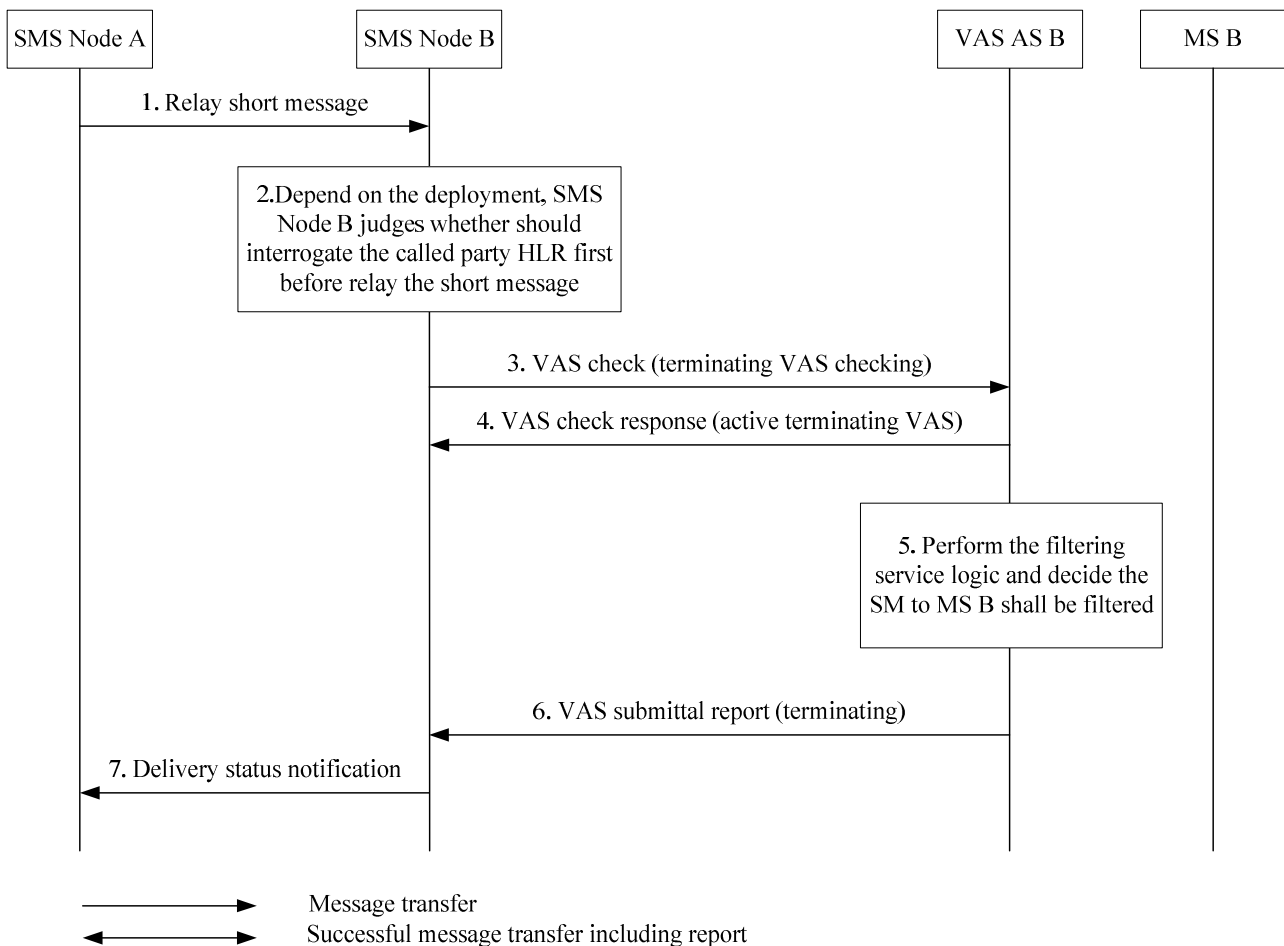 SMS Node A
SMS Node B
VAS AS B
MS B
1. Relay short message
2.Depend on the deployment, SMS
Node B judges whether should
interrogate the called party HLR first
before relay the short message
3. VAS check (terminating VAS checking)
4. VAS check response (active terminating VAS)
5. Perform the filtering
service logic and decide the
SM to MS B shall be filtered
6. VAS submittal report (terminating)
7. Delivery status notification
Message transfer
Successful message transfer including report